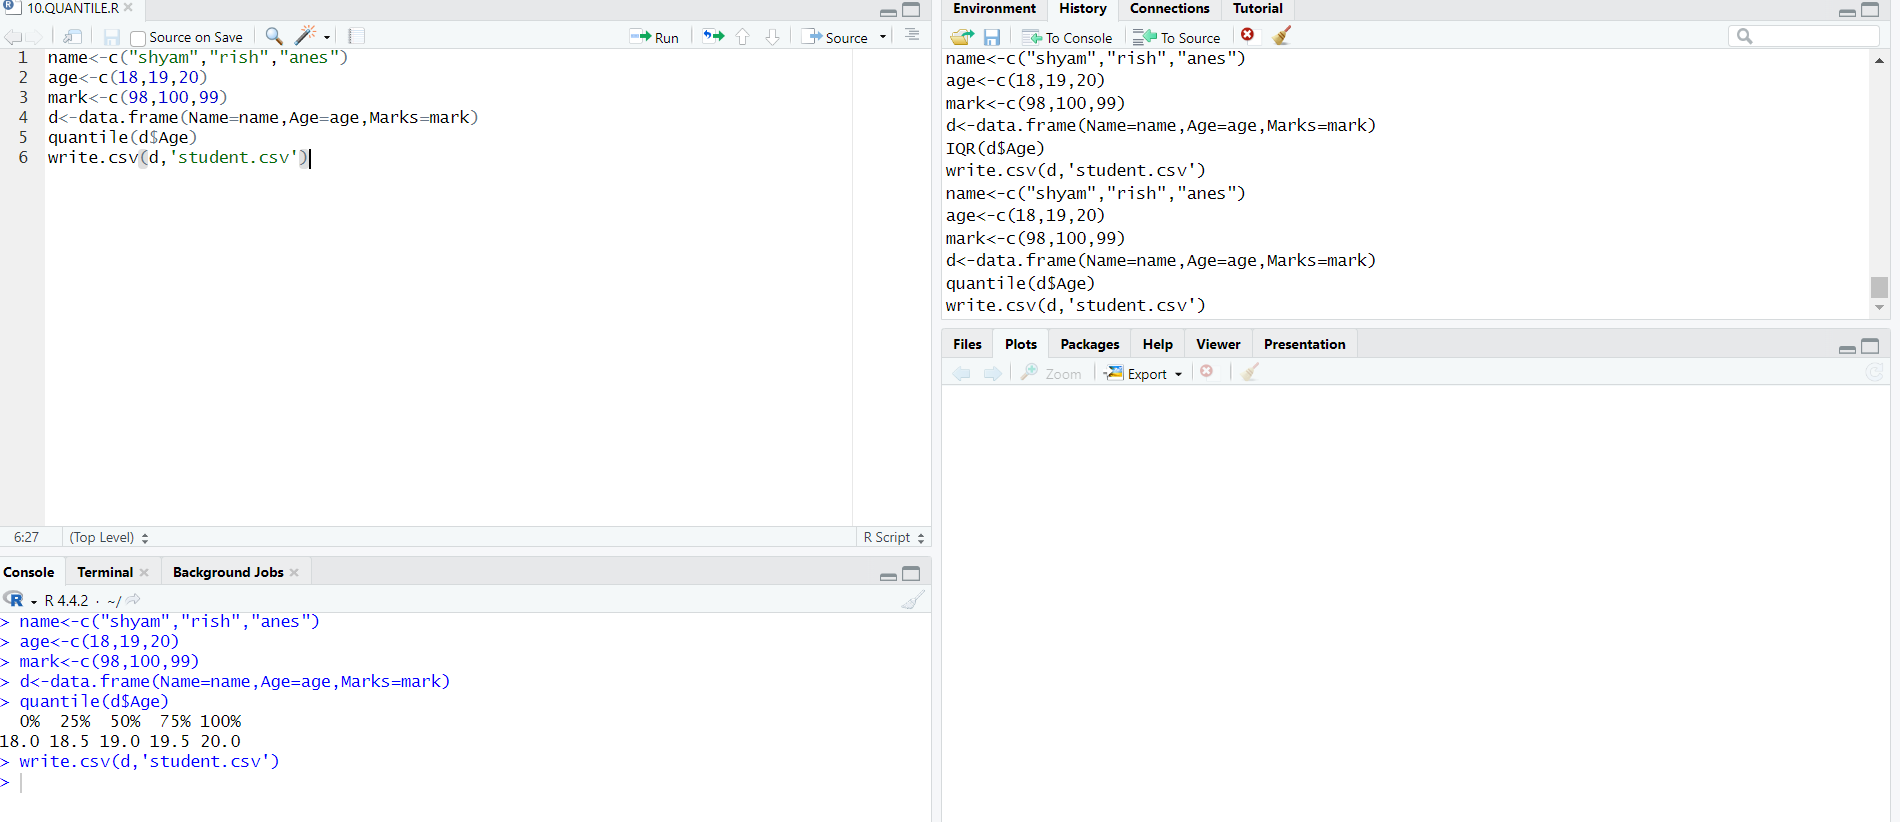 10.QUANTILE.R
Source on Save
Run
Source
1 name<-c("shyam","rish","anes")
2 age<-c(18,19,20)
3 mark<-c(98,100,99)
4 d<-data.frame(Name=name,Age=age,Marks=mark)
5 quantile(d$Age)
6 write.csv(d,'student.csv')
6:27 (Top Level) R Script
Console Terminal Background Jobs
R 4.4.2 · ~/
> name<-c("shyam","rish","anes")
> age<-c(18,19,20)
> mark<-c(98,100,99)
> d<-data.frame(Name=name,Age=age,Marks=mark)
> quantile(d$Age)
0% 25% 50% 75% 100%
18.0 18.5 19.0 19.5 20.0
> write.csv(d,'student.csv')
>
Environment History Connections Tutorial
To Console To Source
name<-c("shyam","rish","anes")
age<-c(18,19,20)
mark<-c(98,100,99)
d<-data.frame(Name=name,Age=age,Marks=mark)
IQR(d$Age)
write.csv(d,'student.csv')
name<-c("shyam","rish","anes")
age<-c(18,19,20)
mark<-c(98,100,99)
d<-data.frame(Name=name,Age=age,Marks=mark)
quantile(d$Age)
write.csv(d,'student.csv')
Files Plots Packages Help Viewer Presentation
Zoom Export